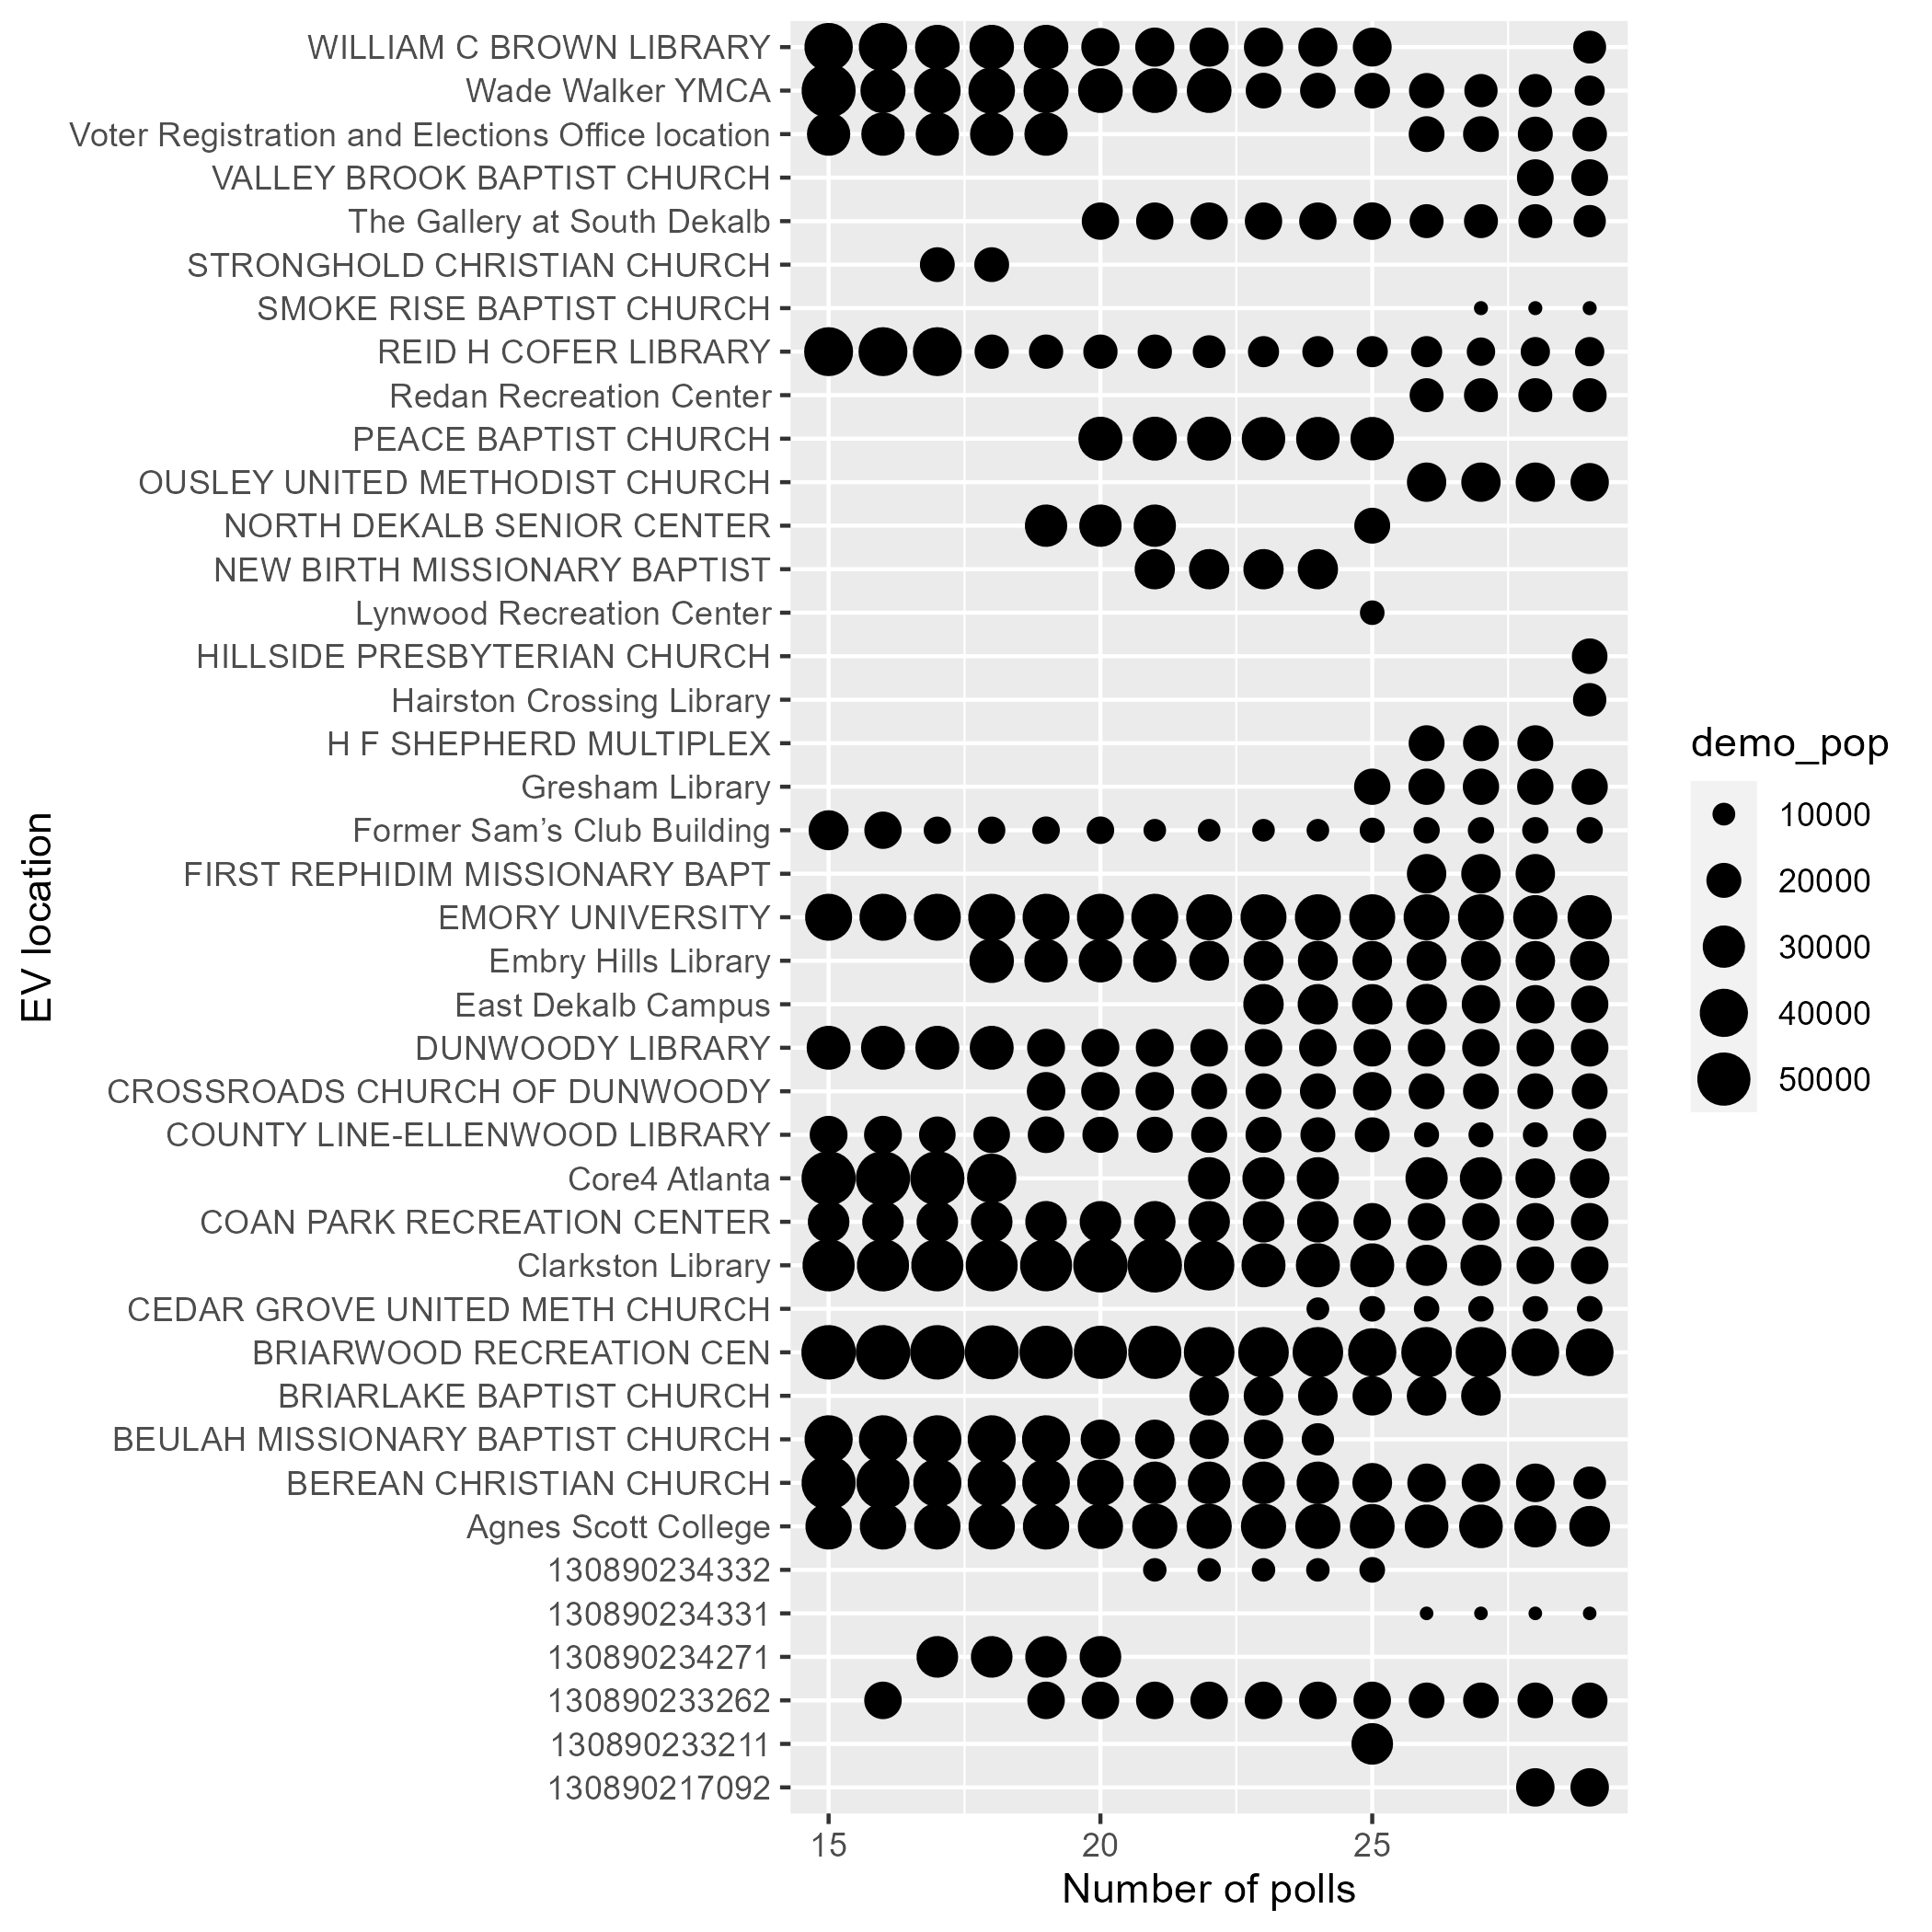 WILLIAM C BROWN LIBRARY
Wade Walker YMCA
Voter Registration and Elections Office location
VALLEY BROOK BAPTIST CHURCH
The Gallery at South Dekalb
STRONGHOLD CHRISTIAN CHURCH
SMOKE RISE BAPTIST CHURCH
REID H COFER LIBRARY
Redan Recreation Center
PEACE BAPTIST CHURCH
OUSLEY UNITED METHODIST CHURCH
NORTH DEKALB SENIOR CENTER
NEW BIRTH MISSIONARY BAPTIST
Lynwood Recreation Center
HILLSIDE PRESBYTERIAN CHURCH
Hairston Crossing Library
H F SHEPHERD MULTIPLEX
Gresham Library
Former Sam’s Club Building
FIRST REPHIDIM MISSIONARY BAPT
EMORY UNIVERSITY
Embry Hills Library
East Dekalb Campus
DUNWOODY LIBRARY
CROSSROADS CHURCH OF DUNWOODY
COUNTY LINE-ELLENWOOD LIBRARY
Core4 Atlanta
COAN PARK RECREATION CENTER
Clarkston Library
CEDAR GROVE UNITED METH CHURCH
BRIARWOOD RECREATION CEN
BRIARLAKE BAPTIST CHURCH
BEULAH MISSIONARY BAPTIST CHURCH
BEREAN CHRISTIAN CHURCH
Agnes Scott College
130890234332
130890234331
130890234271
130890233262
130890233211
130890217092
EV location
15 20 25
Number of polls
demo_pop
10000
20000
30000
40000
50000